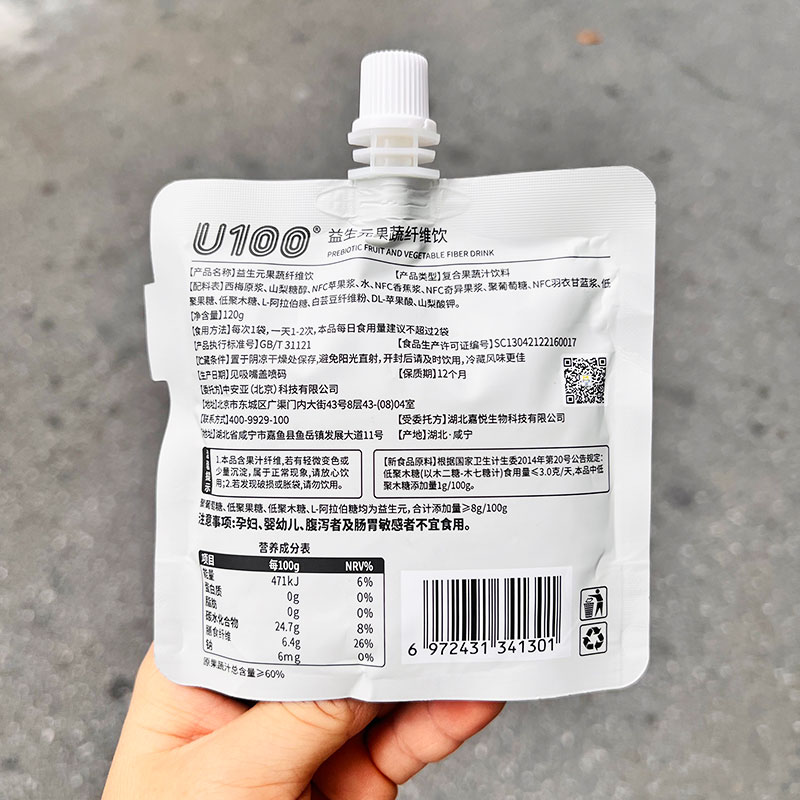 U100® 益生元果蔬纤维饮
PREBIOTIC FRUIT AND VEGETABLE FIBER DRINK
【产品名称】益生元果蔬纤维饮 【产品类型】复合果蔬汁饮料
【配料表】西梅原浆、山梨糖醇、NFC苹果浆、水、NFC香蕉浆、NFC奇异果浆、聚葡萄糖、NFC羽衣甘蓝浆、低
聚果糖、低聚木糖、L-阿拉伯糖、白芸豆纤维粉、DL-苹果酸、山梨酸钾。
【净含量】120g
【食用方法】每次1袋，一天1-2次，本品每日食用量建议不超过2袋
【产品执行标准号】GB/T 31121 【食品生产许可证编号】SC13042122160017
【贮藏条件】置于阴凉干燥处保存，避免阳光直射，开封后请及时饮用，冷藏风味更佳
【生产日期】见吸嘴盖喷码 【保质期】12个月
【委托方】中安亚（北京）科技有限公司
【地址】北京市东城区广渠门内大街43号8层43-(08)04室
【联系方式】400-9929-100 【受委托方】湖北嘉悦生物科技有限公司
【地址】湖北省咸宁市嘉鱼县鱼岳镇发展大道11号 【产地】湖北·咸宁
提示
1.本品含果汁纤维，若有轻微变色或
少量沉淀，属于正常现象，请放心饮
用；2.若发现破损或胀袋，请勿饮用。
【新食品原料】根据国家卫生计生委2014年第20号公告规定：
低聚木糖（以木二糖-木七糖计）食用量≤3.0克/天，本品中低
聚木糖添加量1g/100g。
聚葡萄糖、低聚果糖、低聚木糖、L-阿拉伯糖均为益生元，合计添加量≥8g/100g
注意事项：孕妇、婴幼儿、腹泻者及肠胃敏感者不宜食用。
营养成分表
项目 每100g NRV%
能量 471kJ 6%
蛋白质 0g 0%
脂肪 0g 0%
碳水化合物 24.7g 8%
膳食纤维 6.4g 26%
钠 6mg 0%
原果蔬汁总含量≥60%
6 972431 341301